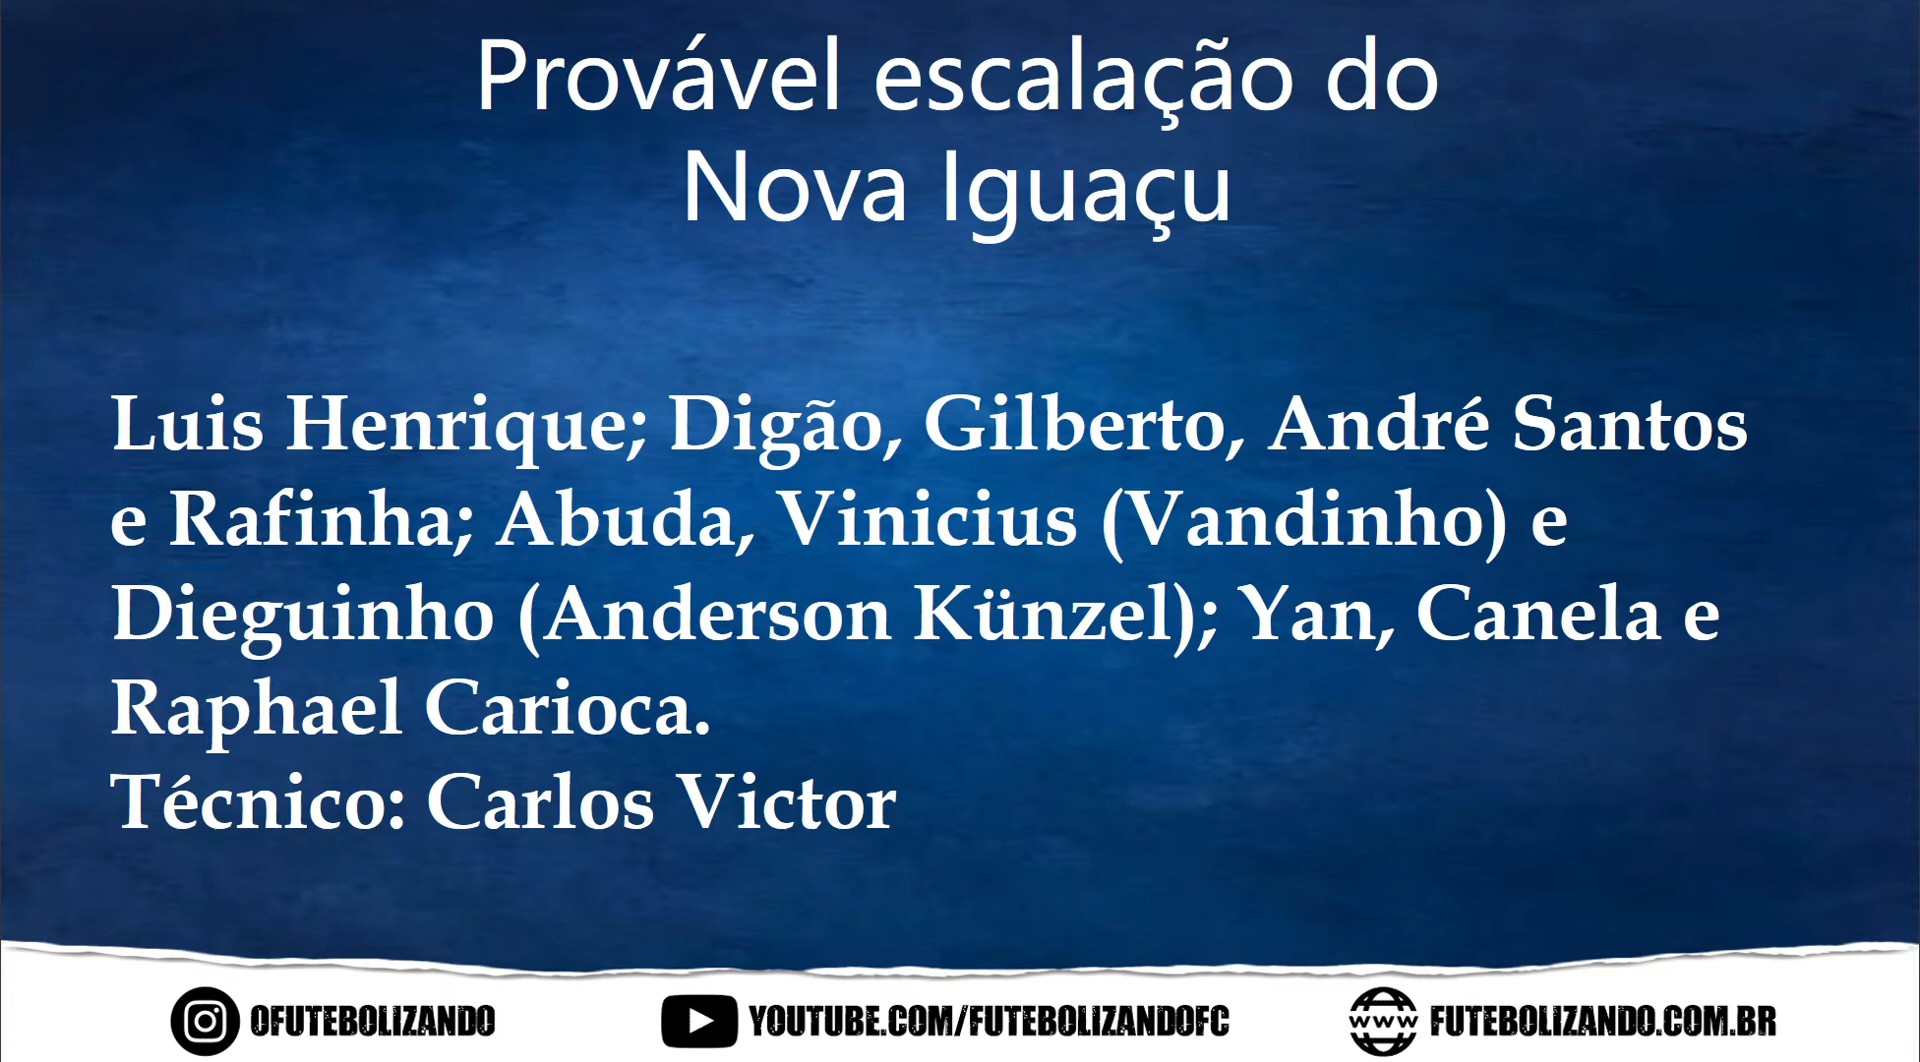 Provável escalação do
Nova Iguaçu
Luis Henrique; Digão, Gilberto, André Santos
e Rafinha; Abuda, Vinicius (Vandinho) e
Dieguinho (Anderson Künzel); Yan, Canela e
Raphael Carioca.
Técnico: Carlos Victor
OFUTEBOLIZANDO
YOUTUBE.COM/FUTEBOLIZANDOFC
www
FUTEBOLIZANDO.COM.BR